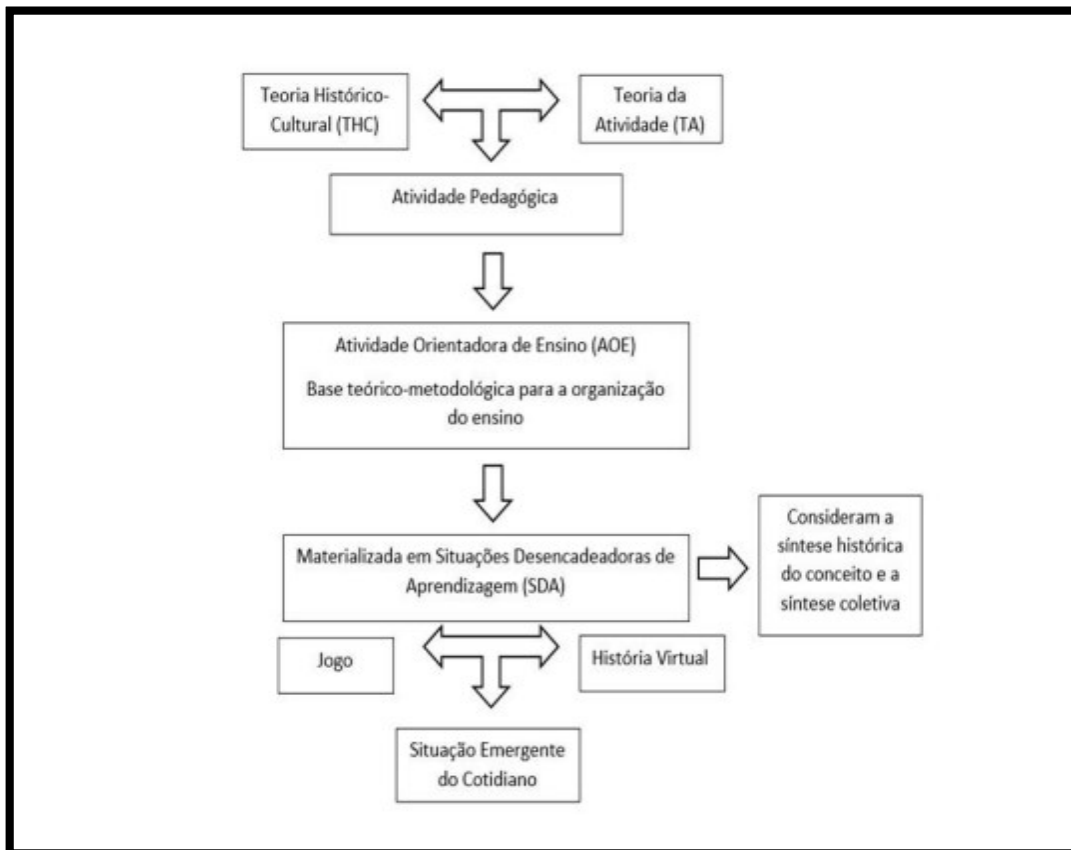 Teoria Histórico-
Cultural (THC)
Teoria da
Atividade (TA)
Atividade Pedagógica
Atividade Orientadora de Ensino (AOE)
Base teórico-metodológica para a organização
do ensino
Materializada em Situações Desencadeadoras de
Aprendizagem (SDA)
Consideram a
síntese histórica
do conceito e a
síntese coletiva
Jogo
História Virtual
Situação Emergente
do Cotidiano